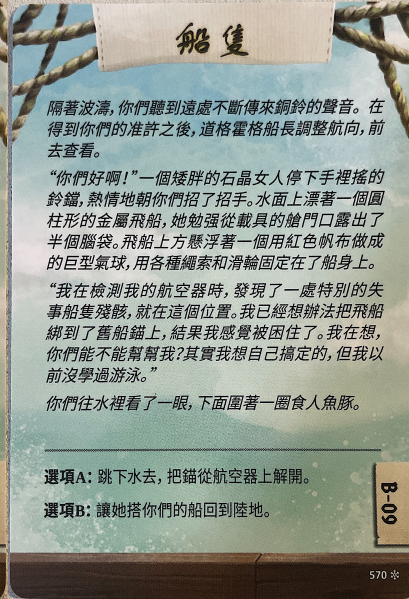 船隻
隔著波濤，你們聽到遠處不斷傳來銅鈴的聲音。在
得到你們的准許之後，道格霍格船長調整航向，前
去查看。
“你們好啊！”一個矮胖的石晶女人停下手裡搖的
鈴鐺，熱情地朝你們招了招手。水面上漂著一個圓
柱形的金屬飛船，她勉强從載具的艙門口露出了
半個腦袋。飛船上方懸浮著一個用紅色帆布做成
的巨型氣球，用各種繩索和滑輪固定在了船身上。
“我在檢測我的航空器時，發現了一處特別的失
事船隻殘骸，就在這個位置。我已經想辦法把飛船
綁到了舊船錨上，結果我感覺被困住了。我在想，
你們能不能幫幫我？其實我想自己搞定的，但我以
前沒學過游泳。”
你們往水裡看了一眼，下面圍著一圈食人魚豚。
選項A：跳下水去，把錨從航空器上解開。
選項B：讓她搭你們的船回到陸地。
B-09
570